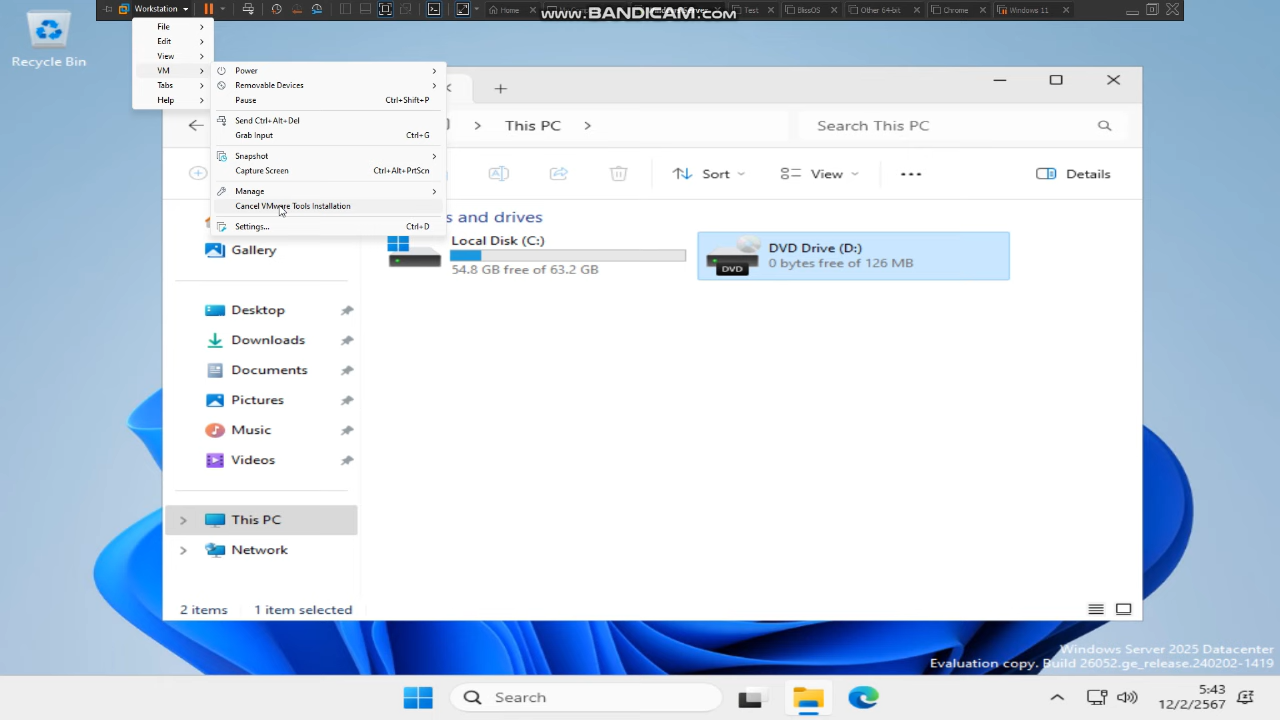 Workstation
Home
Test
BlissOS
Other 64-bit
Chrome
Windows 11
www.BANDICAM.com
Recycle Bin
File
Edit
View
VM
Tabs
Help
Power
Removable Devices
Pause Ctrl+Shift+P
Send Ctrl+Alt+Del
Grab Input Ctrl+G
Snapshot
Capture Screen Ctrl+Alt+PrtScn
Manage
Cancel VMware Tools Installation
Settings... Ctrl+D
This PC
Search This PC
Sort
View
Details
s and drives
Local Disk (C:)
54.8 GB free of 63.2 GB
DVD Drive (D:)
0 bytes free of 126 MB
DVD
Gallery
Desktop
Downloads
Documents
Pictures
Music
Videos
This PC
Network
2 items 1 item selected
Windows Server 2025 Datacenter
Evaluation copy. Build 26052.ge_release.240202-1419
Search
5:43
12/2/2567